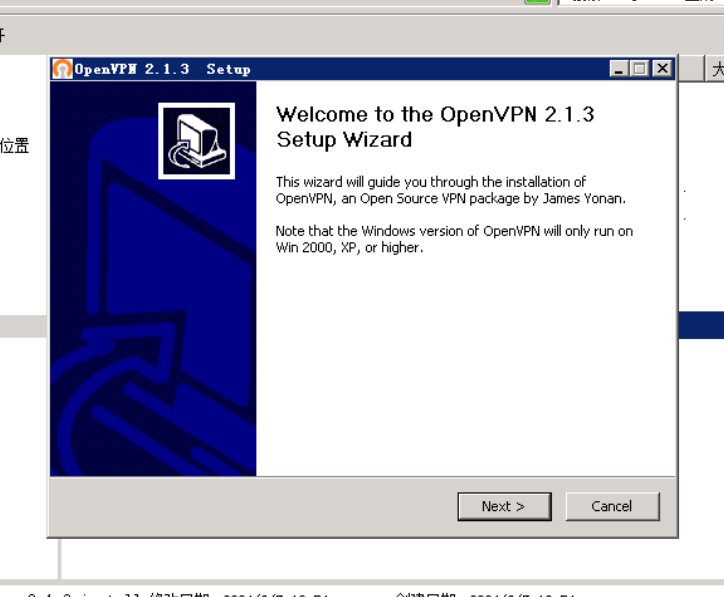 OpenVPN 2.1.3 Setup
大
Welcome to the OpenVPN 2.1.3
Setup Wizard
位置
This wizard will guide you through the installation of
OpenVPN, an Open Source VPN package by James Yonan.
Note that the Windows version of OpenVPN will only run on
Win 2000, XP, or higher.
Next >
Cancel